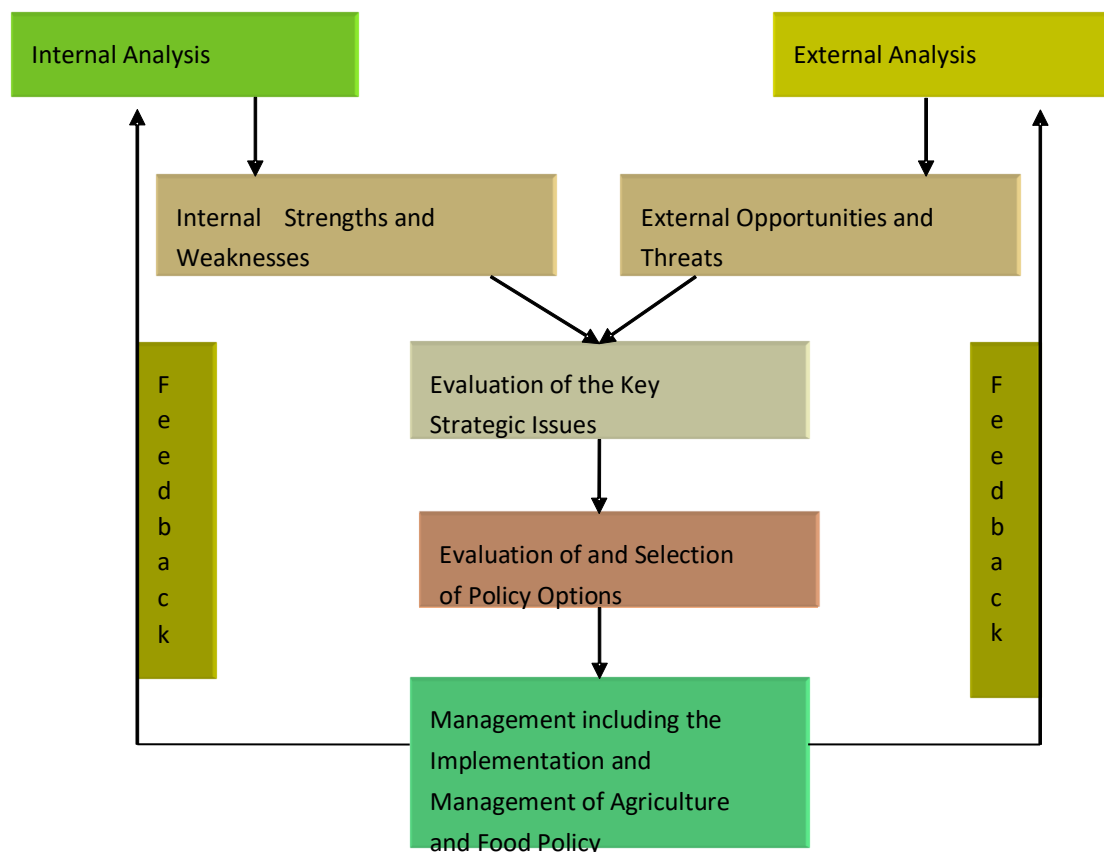 Internal Analysis
External Analysis
Internal Strengths and
Weaknesses
External Opportunities and
Threats
Evaluation of the Key
Strategic Issues
F
e
e
d
b
a
c
k
F
e
e
d
b
a
c
k
Evaluation of and Selection
of Policy Options
Management including the
Implementation and
Management of Agriculture
and Food Policy